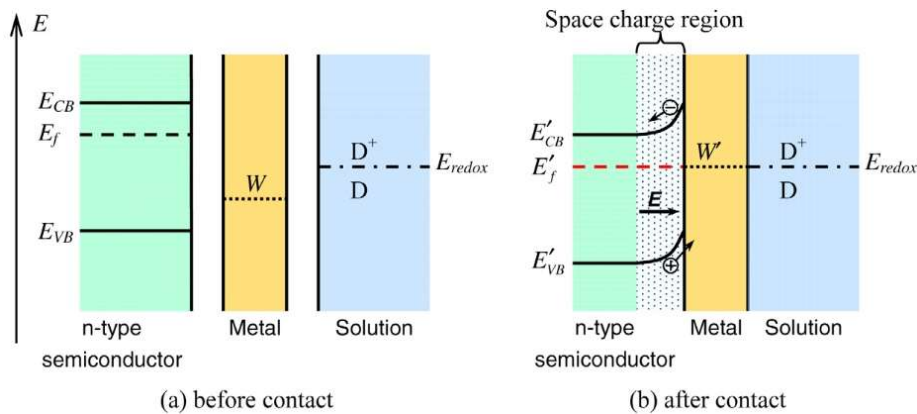 E
E_CB
E_f
E_VB
W
D⁺
D
E_redox
n-type
semiconductor
Metal
Solution
(a) before contact
Space charge region
E′_CB
E′_f
E′_VB
⊖
E
⊕
W′
D⁺
D
E_redox
n-type
semiconductor
Metal
Solution
(b) after contact